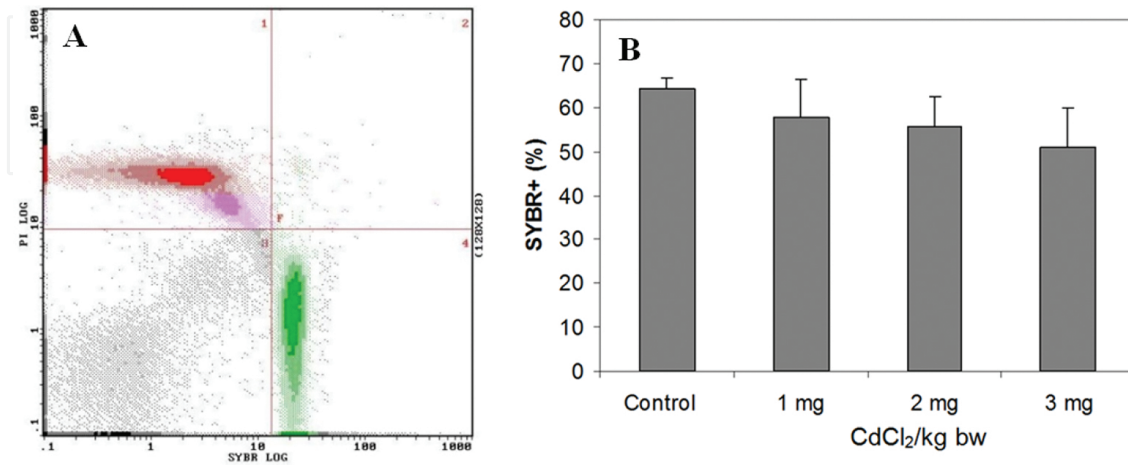 A
1
2
1000
100
10
1
.1
PI LOG
F
3
4
(128X128)
.1
1
10
100
1000
SYBR LOG
B
80
70
60
50
40
30
20
10
0
SYBR+ (%)
Control
1 mg
2 mg
3 mg
CdCl₂/kg bw